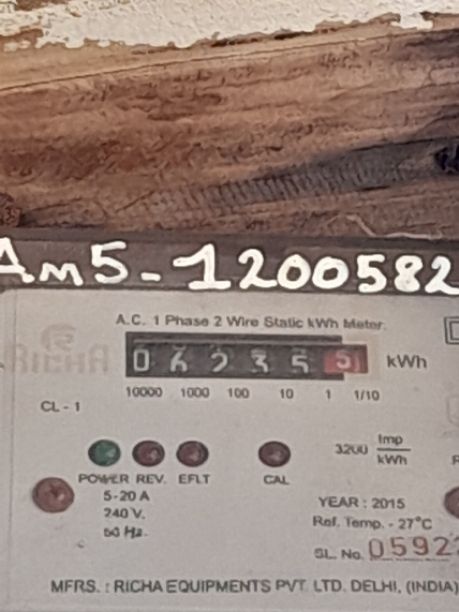 Am5-1200582
A.C. 1 Phase 2 Wire Static kWh Meter
RICHA
0 6 2 3 5 5 kWh
10000 1000 100 10 1 1/10
CL - 1
3200 Imp/kWh
POWER REV. EFLT CAL
5-20 A
240 V.
50 Hz.
YEAR : 2015
Ref. Temp. - 27°C
SL. No. 0592
MFRS. : RICHA EQUIPMENTS PVT. LTD. DELHI, (INDIA)